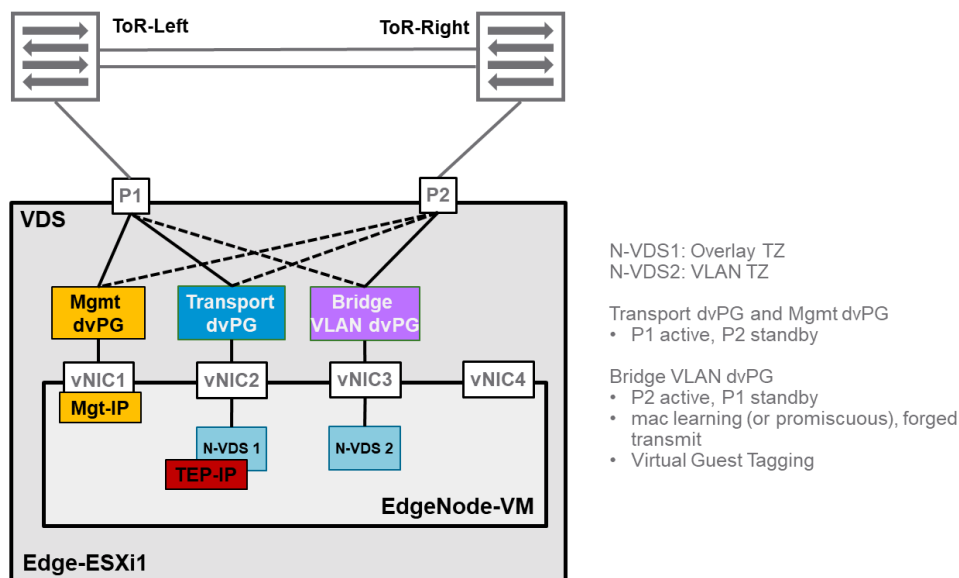 ToR-Left
ToR-Right
P1
P2
VDS
Mgmt
dvPG
Transport
dvPG
Bridge
VLAN dvPG
vNIC1
vNIC2
vNIC3
vNIC4
Mgt-IP
N-VDS 1
N-VDS 2
TEP-IP
EdgeNode-VM
Edge-ESXi1
N-VDS1: Overlay TZ
N-VDS2: VLAN TZ
Transport dvPG and Mgmt dvPG
• P1 active, P2 standby
Bridge VLAN dvPG
• P2 active, P1 standby
• mac learning (or promiscuous), forged
transmit
• Virtual Guest Tagging